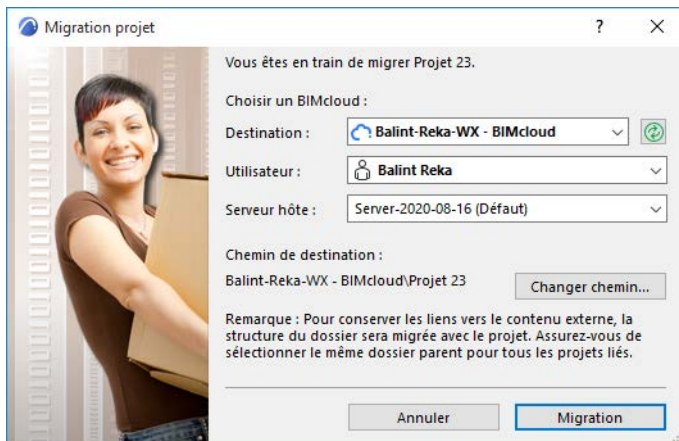 Migration projet
?
Vous êtes en train de migrer Projet 23.
Choisir un BIMcloud :
Destination : Balint-Reka-WX - BIMcloud
Utilisateur : Balint Reka
Serveur hôte : Server-2020-08-16 (Défaut)
Chemin de destination :
Balint-Reka-WX - BIMcloud\Projet 23 Changer chemin...
Remarque : Pour conserver les liens vers le contenu externe, la
structure du dossier sera migrée avec le projet. Assurez-vous de
sélectionner le même dossier parent pour tous les projets liés.
Annuler Migration